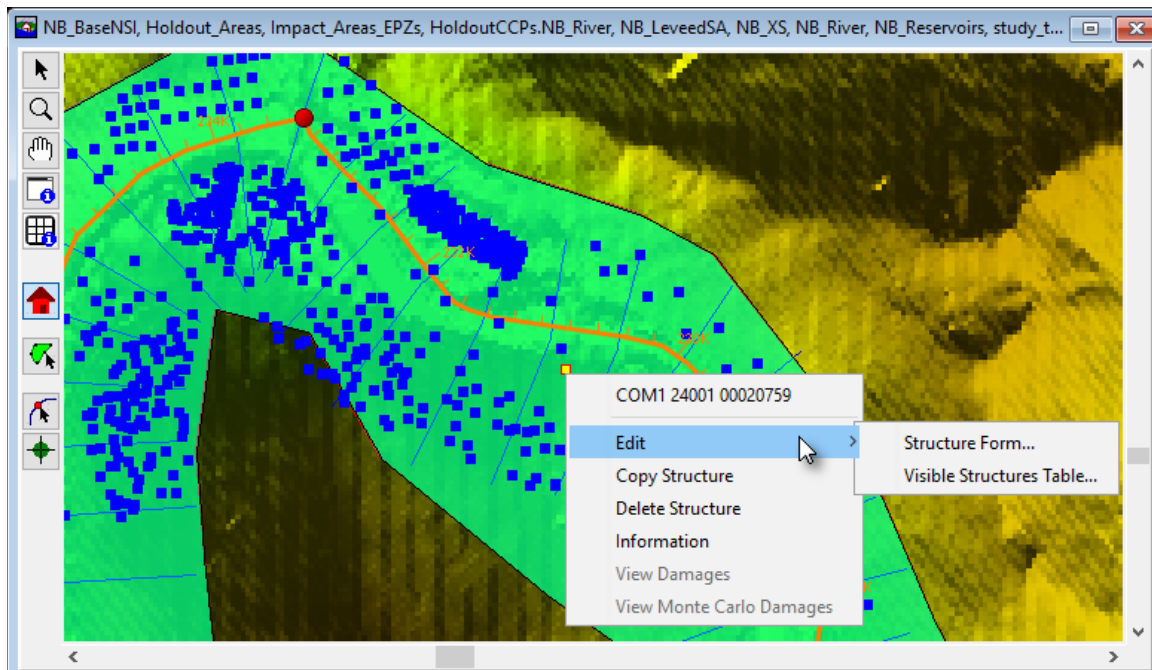 NB_BaseNSI, Holdout_Areas, Impact_Areas_EPZs, HoldoutCCPs.NB_River, NB_LeveedSA, NB_XS, NB_River, NB_Reservoirs, study_t...
224K
COM1 24001 00020759
Edit
Structure Form...
Copy Structure
Visible Structures Table...
Delete Structure
Information
View Damages
View Monte Carlo Damages